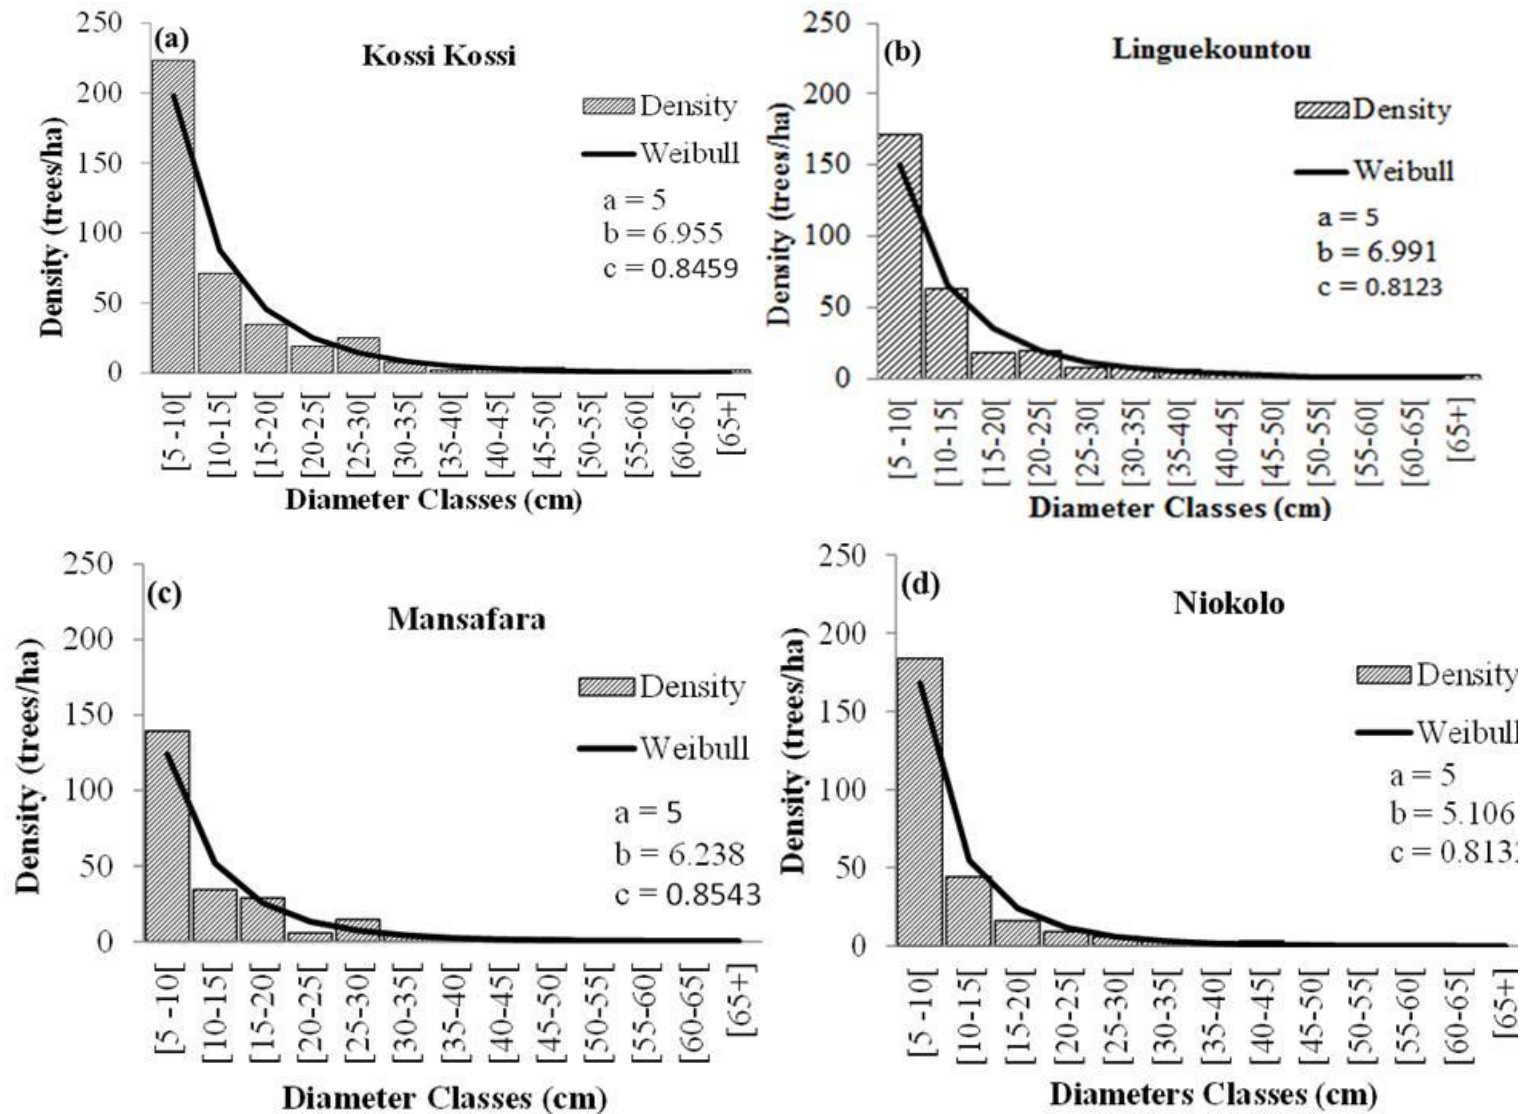 (a)
Kossi Kossi
250
200
150
100
50
0
Density (trees/ha)
Density
Weibull
a = 5
b = 6.955
c = 0.8459
[5 -10[
[10-15[
[15-20[
[20-25[
[25-30[
[30-35[
[35-40[
[40-45[
[45-50[
[50-55[
[55-60[
[60-65[
[65+]
Diameter Classes (cm)
(b)
Linguekountou
250
200
150
100
50
0
Density (trees/ha)
Density
Weibull
a = 5
b = 6.991
c = 0.8123
[5 -10[
[10-15[
[15-20[
[20-25[
[25-30[
[30-35[
[35-40[
[40-45[
[45-50[
[50-55[
[55-60[
[60-65[
[65+]
Diameter Classes (cm)
(c)
Mansafara
250
200
150
100
50
0
Density (trees/ha)
Density
Weibull
a = 5
b = 6.238
c = 0.8543
[5 -10[
[10-15[
[15-20[
[20-25[
[25-30[
[30-35[
[35-40[
[40-45[
[45-50[
[50-55[
[55-60[
[60-65[
[65+]
Diameter Classes (cm)
(d)
Niokolo
250
200
150
100
50
0
Density (trees/ha)
Density
Weibull
a = 5
b = 5.106
c = 0.8132
[5 -10[
[10-15[
[15-20[
[20-25[
[25-30[
[30-35[
[35-40[
[40-45[
[45-50[
[50-55[
[55-60[
[60-65[
[65+]
Diameters Classes (cm)